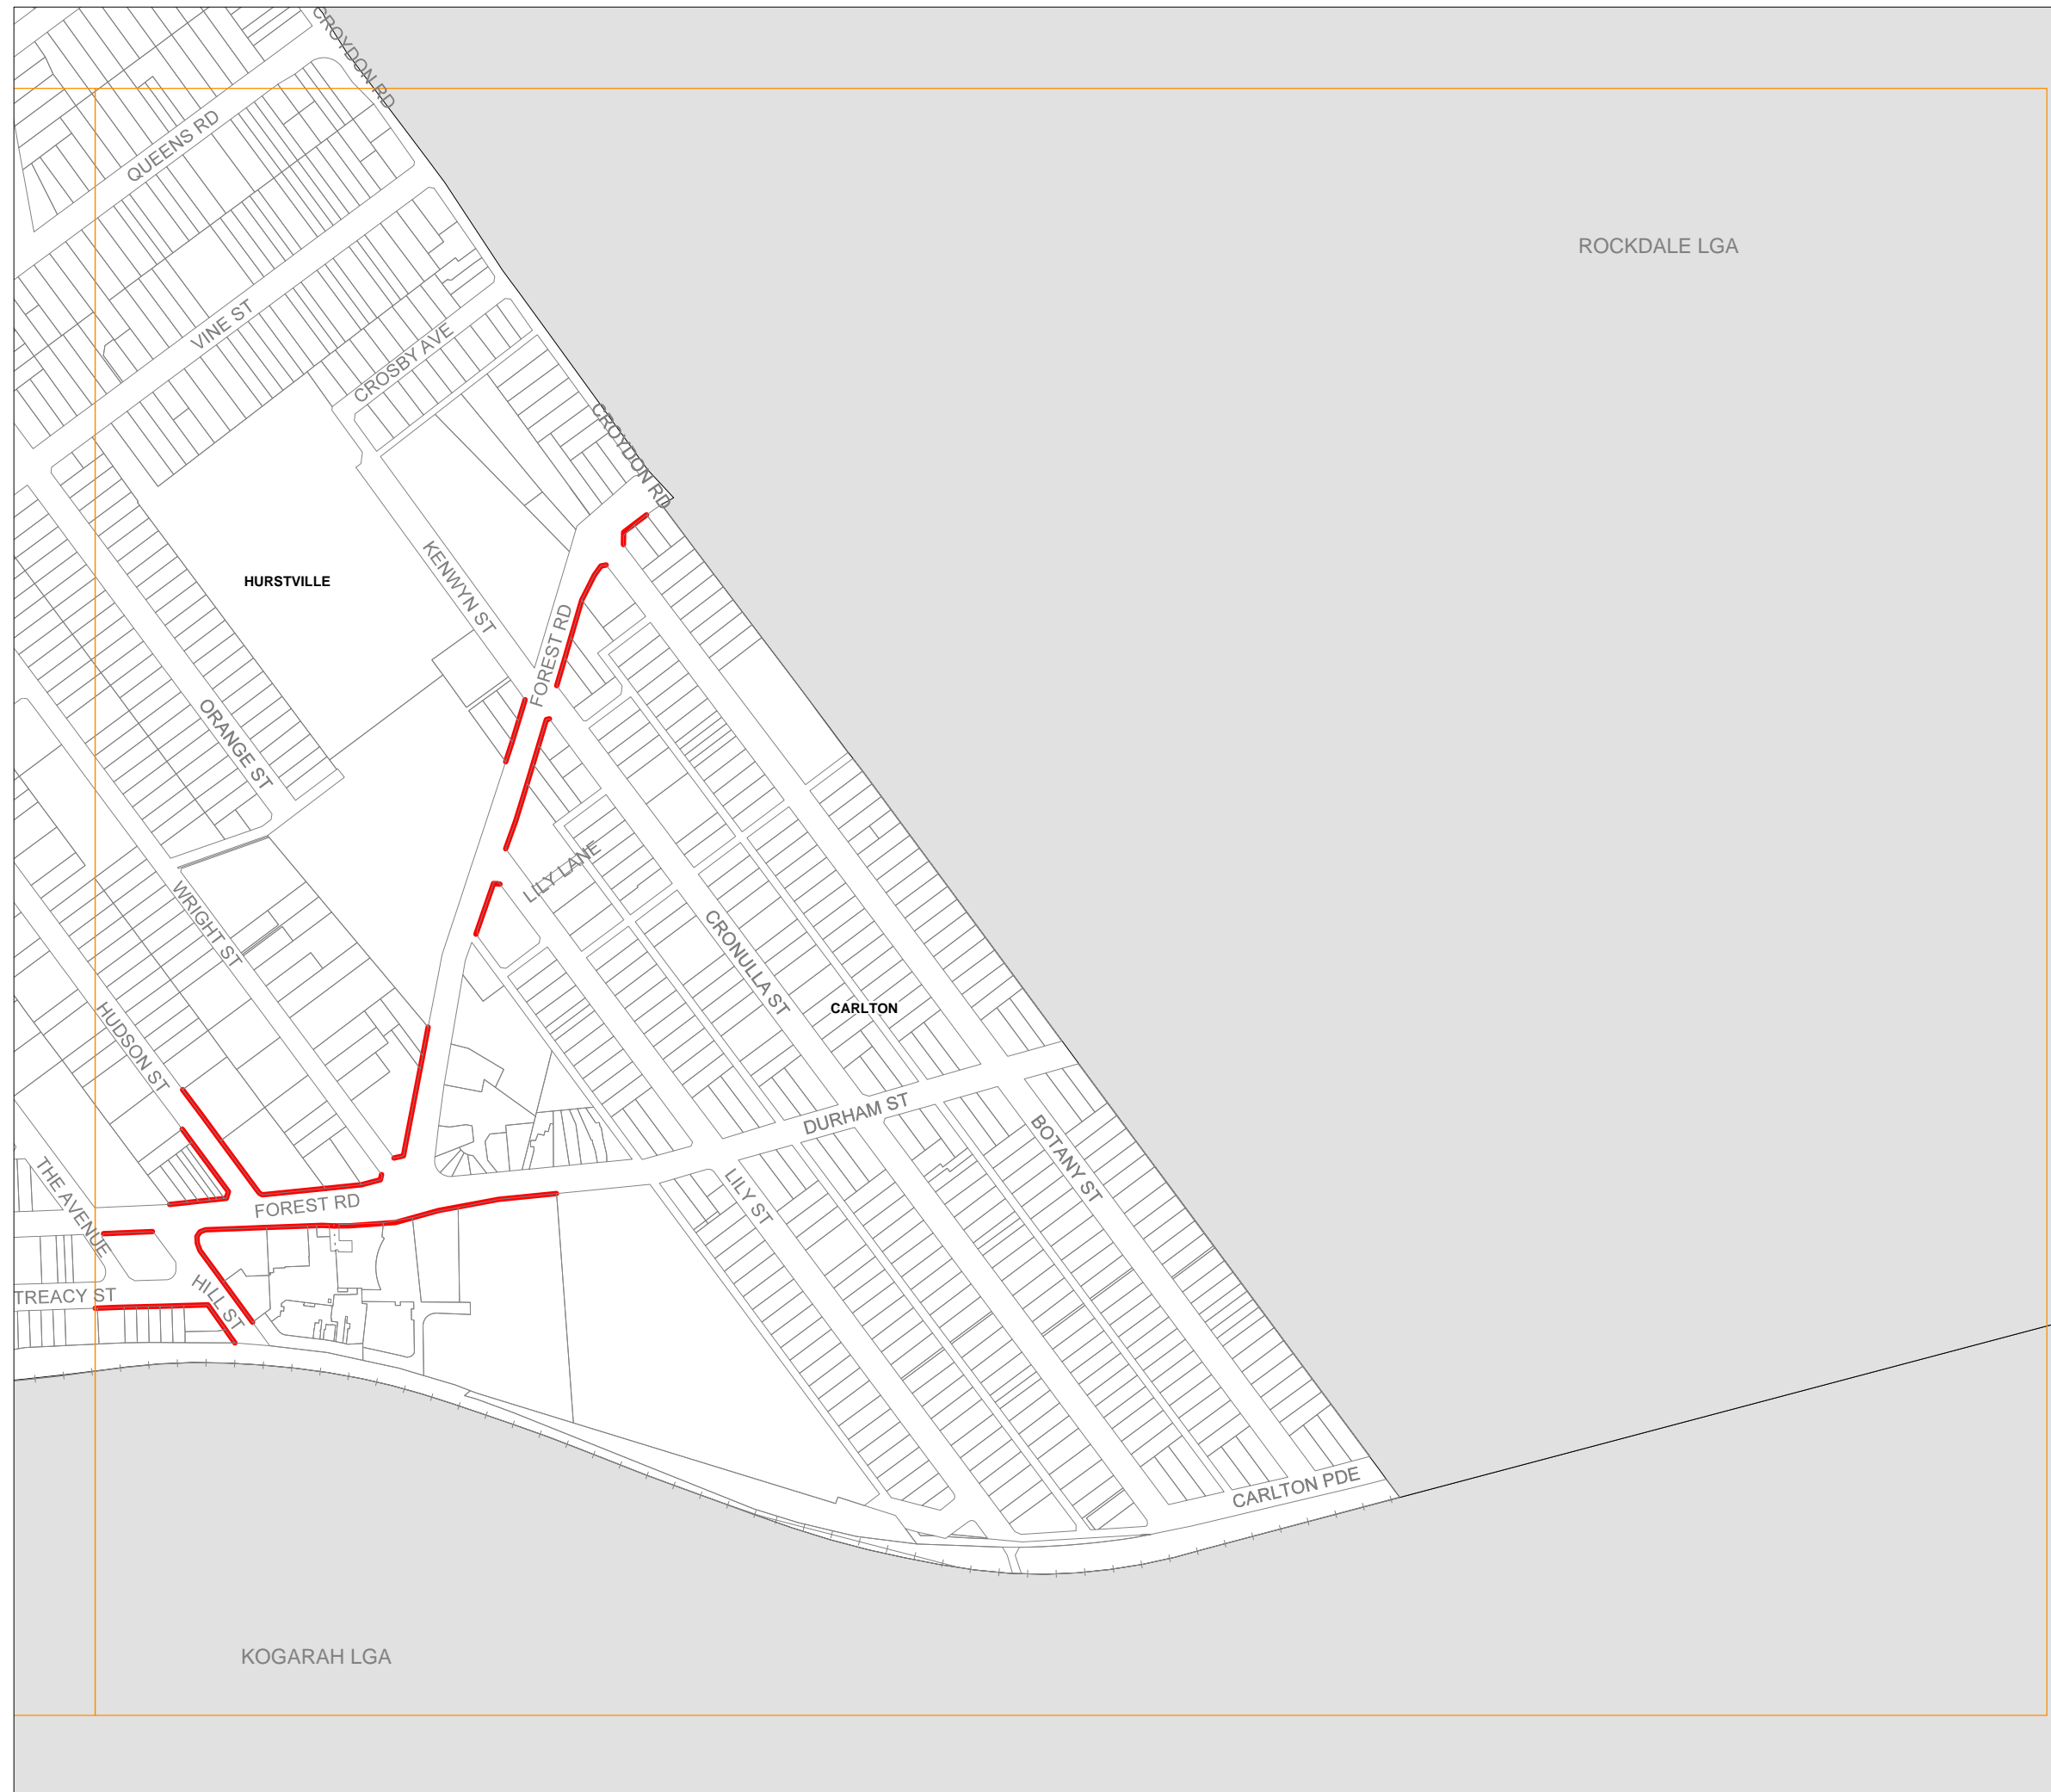 CROYDON RD
QUEENS RD
ROCKDALE LGA
VINE ST
CROSBY AVE
CROYDON RD
HURSTVILLE
KENWYN ST
FOREST RD
ORANGE ST
LILY LANE
WRIGHT ST
CRONULLA ST
CARLTON
HUDSON ST
DURHAM ST
BOTANY ST
THE AVENUE
LILY ST
FOREST RD
HILL ST
TREACY ST
CARLTON PDE
KOGARAH LGA